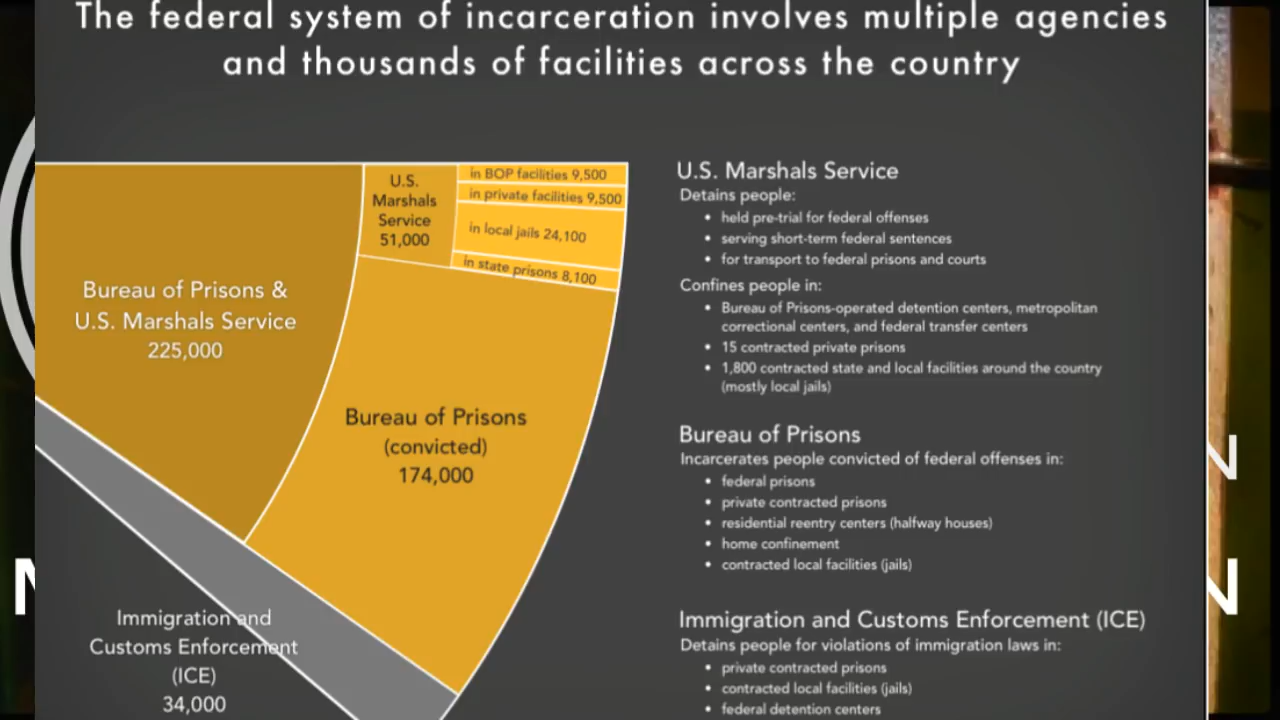 The federal system of incarceration involves multiple agencies
and thousands of facilities across the country
Bureau of Prisons &
U.S. Marshals Service
225,000
U.S.
Marshals
Service
51,000
in BOP facilities 9,500
in private facilities 9,500
in local jails 24,100
in state prisons 8,100
Bureau of Prisons
(convicted)
174,000
Immigration and
Customs Enforcement
(ICE)
34,000
U.S. Marshals Service
Detains people:
• held pre-trial for federal offenses
• serving short-term federal sentences
• for transport to federal prisons and courts
Confines people in:
• Bureau of Prisons-operated detention centers, metropolitan
correctional centers, and federal transfer centers
• 15 contracted private prisons
• 1,800 contracted state and local facilities around the country
(mostly local jails)
Bureau of Prisons
Incarcerates people convicted of federal offenses in:
• federal prisons
• private contracted prisons
• residential reentry centers (halfway houses)
• home confinement
• contracted local facilities (jails)
Immigration and Customs Enforcement (ICE)
Detains people for violations of immigration laws in:
• private contracted prisons
• contracted local facilities (jails)
• federal detention centers